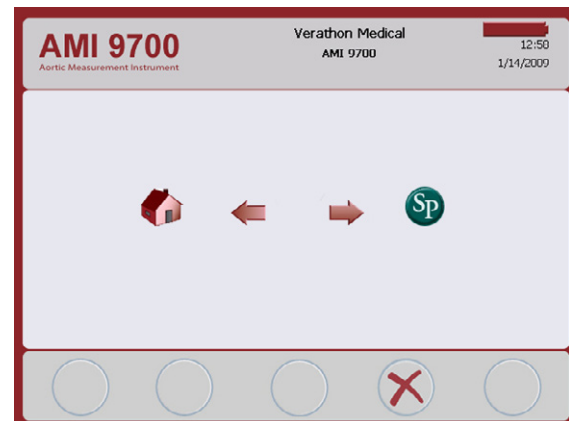 AMI 9700
Aortic Measurement Instrument
Verathon Medical
AMI 9700
12:50
1/14/2009
SP